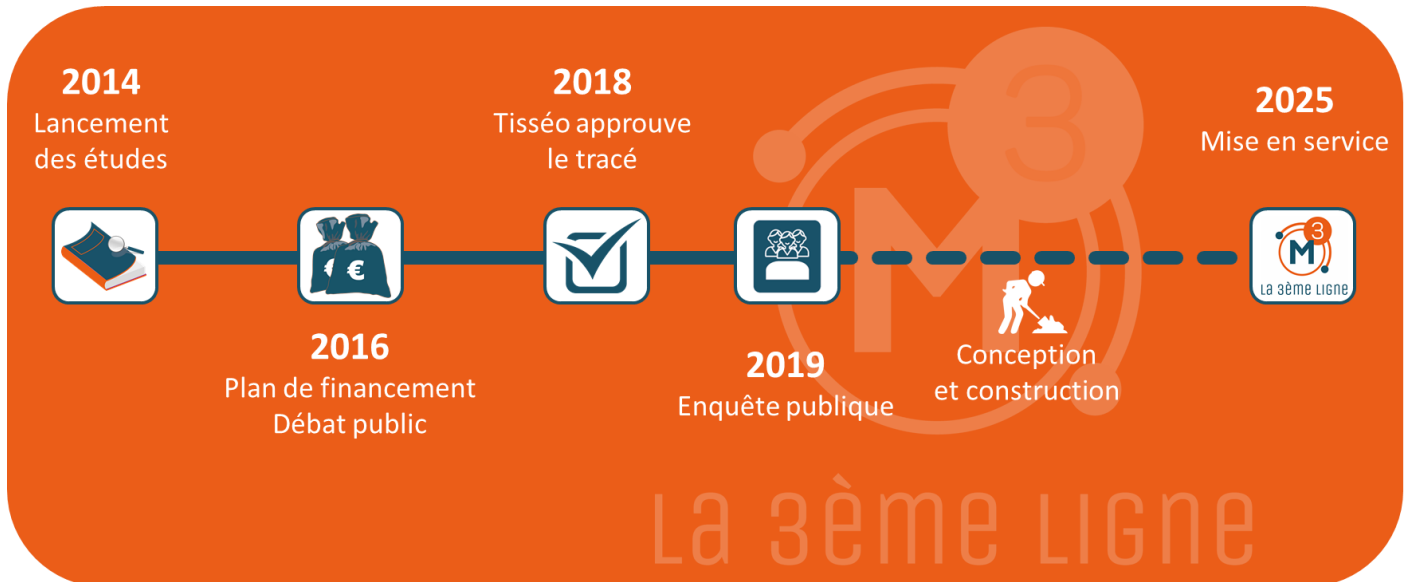 2014
Lancement
des études
2016
Plan de financement
Débat public
2018
Tisséo approuve
le tracé
2019
Enquête publique
Conception
et construction
2025
Mise en service
€
€
M
3
La 3ème Ligne
M
3
La 3ème Ligne